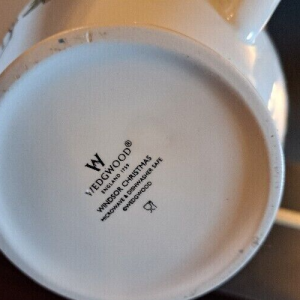 W
WEDGWOOD®
ENGLAND 1759
WINDSOR CHRISTMAS
MICROWAVE & DISHWASHER SAFE
©WEDGWOOD